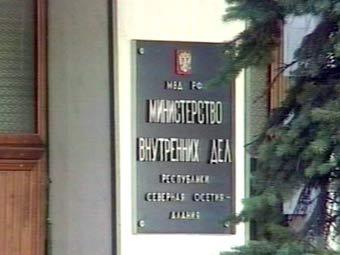 МВД РФ
МИНИСТЕРСТВО
ВНУТРЕННИХ ДЕЛ
РЕСПУБЛИКИ
СЕВЕРНАЯ ОСЕТИЯ-
АЛАНИЯ